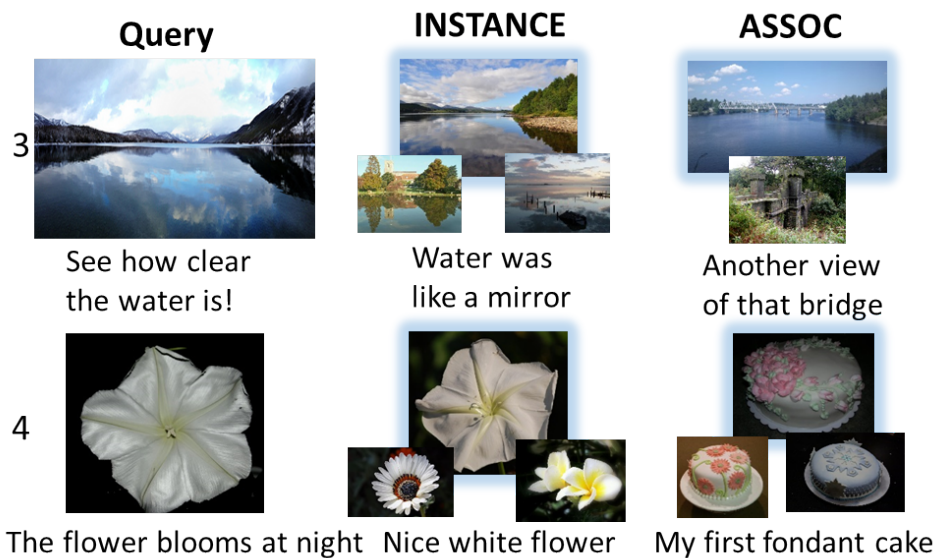 Query INSTANCE ASSOC
3
See how clear
the water is!
Water was
like a mirror
Another view
of that bridge
4
The flower blooms at night
Nice white flower
My first fondant cake